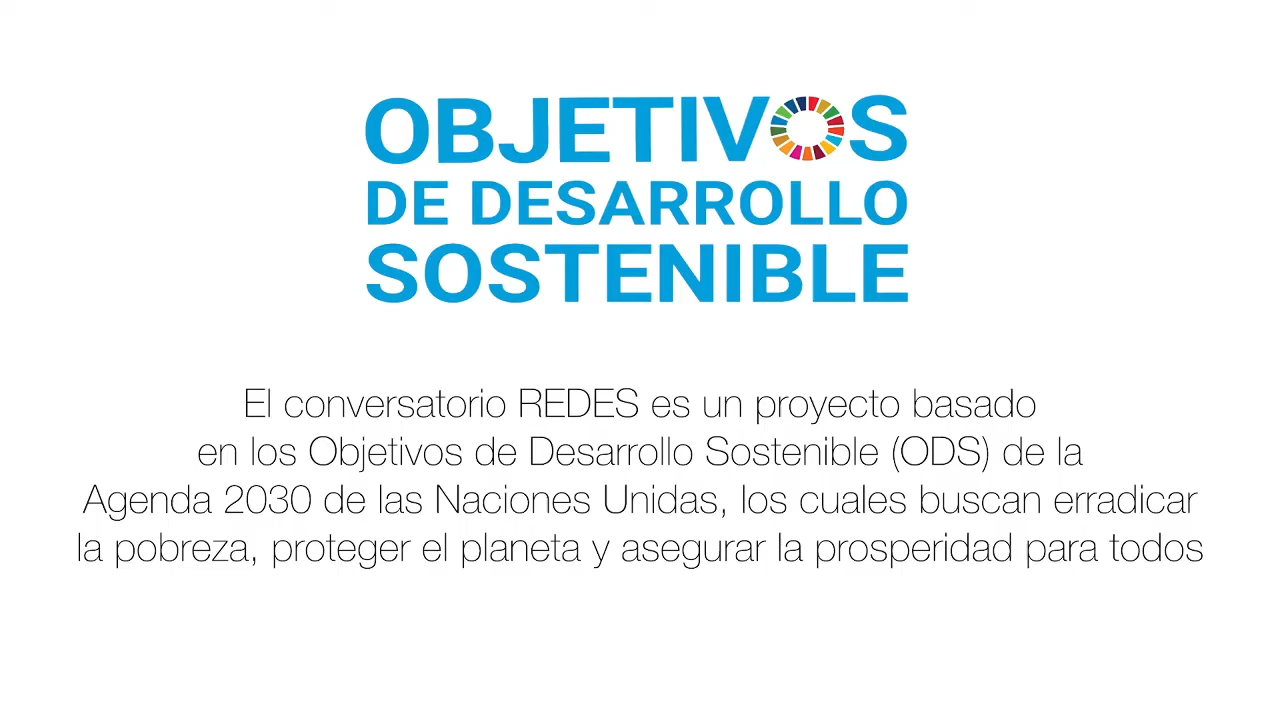 OBJETIVOS
DE DESARROLLO
SOSTENIBLE
El conversatorio REDES es un proyecto basado
en los Objetivos de Desarrollo Sostenible (ODS) de la
Agenda 2030 de las Naciones Unidas, los cuales buscan erradicar
la pobreza, proteger el planeta y asegurar la prosperidad para todos